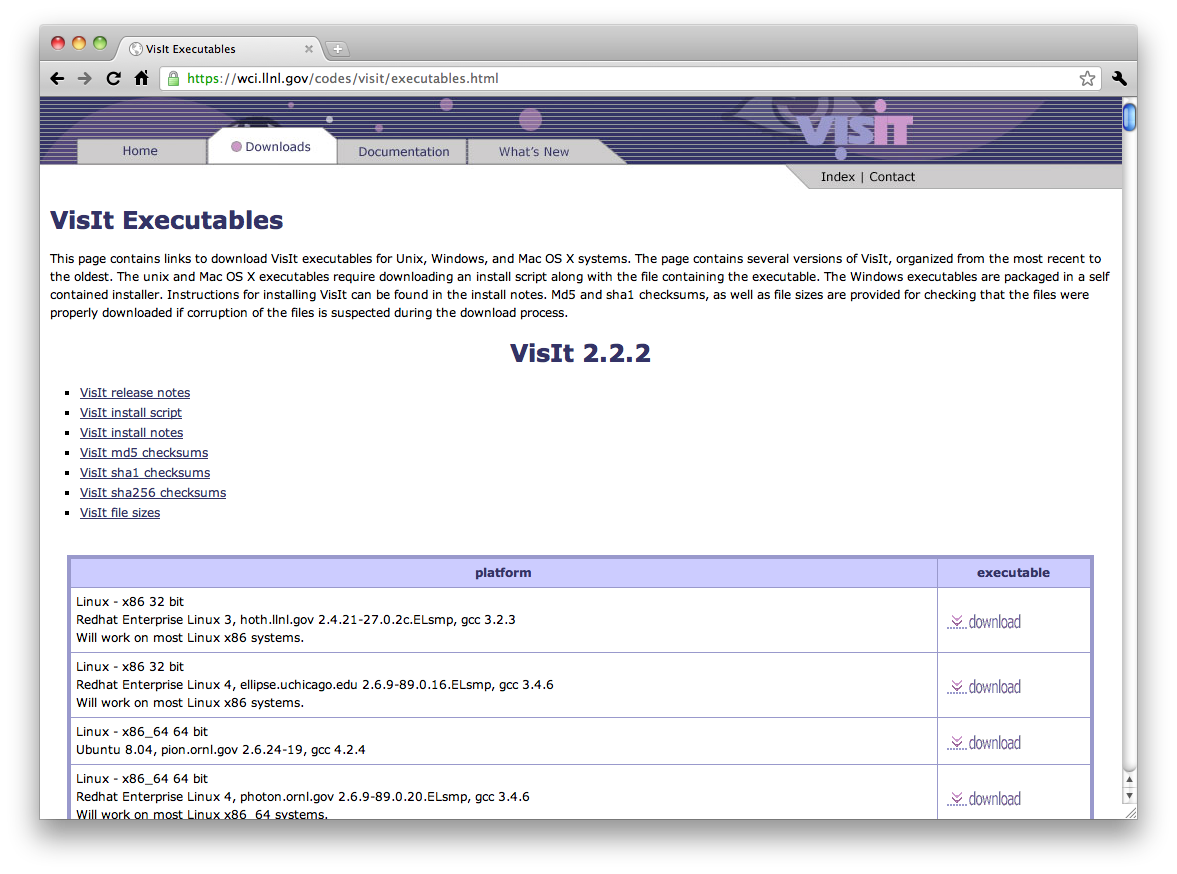 VisIt Executables
https://wci.llnl.gov/codes/visit/executables.html
VISIT
Home
Downloads
Documentation
What's New
Index | Contact
VisIt Executables
This page contains links to download VisIt executables for Unix, Windows, and Mac OS X systems. The page contains several versions of VisIt, organized from the most recent to
the oldest. The unix and Mac OS X executables require downloading an install script along with the file containing the executable. The Windows executables are packaged in a self
contained installer. Instructions for installing VisIt can be found in the install notes. Md5 and sha1 checksums, as well as file sizes are provided for checking that the files were
properly downloaded if corruption of the files is suspected during the download process.
VisIt 2.2.2
VisIt release notes
VisIt install script
VisIt install notes
VisIt md5 checksums
VisIt sha1 checksums
VisIt sha256 checksums
VisIt file sizes
platform
executable
Linux - x86 32 bit
Redhat Enterprise Linux 3, hoth.llnl.gov 2.4.21-27.0.2c.ELsmp, gcc 3.2.3
Will work on most Linux x86 systems.
download
Linux - x86 32 bit
Redhat Enterprise Linux 4, ellipse.uchicago.edu 2.6.9-89.0.16.ELsmp, gcc 3.4.6
Will work on most Linux x86 systems.
download
Linux - x86_64 64 bit
Ubuntu 8.04, pion.ornl.gov 2.6.24-19, gcc 4.2.4
download
Linux - x86_64 64 bit
Redhat Enterprise Linux 4, photon.ornl.gov 2.6.9-89.0.20.ELsmp, gcc 3.4.6
Will work on most Linux x86_64 systems.
download